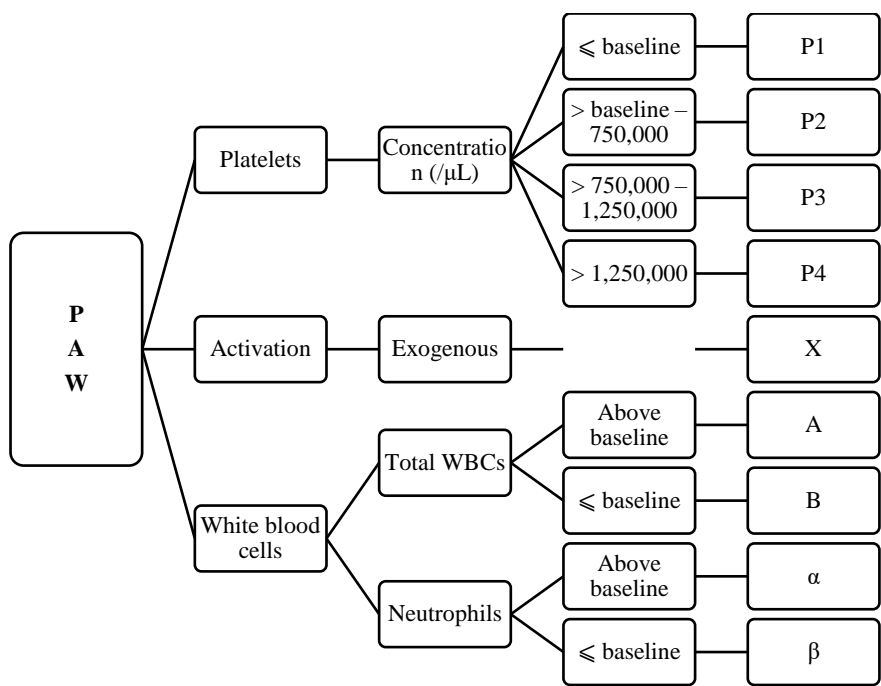 P
A
W
Platelets
Concentratio
n (/μL)
⩽ baseline
P1
> baseline –
750,000
P2
> 750,000 –
1,250,000
P3
> 1,250,000
P4
Activation
Exogenous
X
White blood
cells
Total WBCs
Above
baseline
A
⩽ baseline
B
Neutrophils
Above
baseline
α
⩽ baseline
β